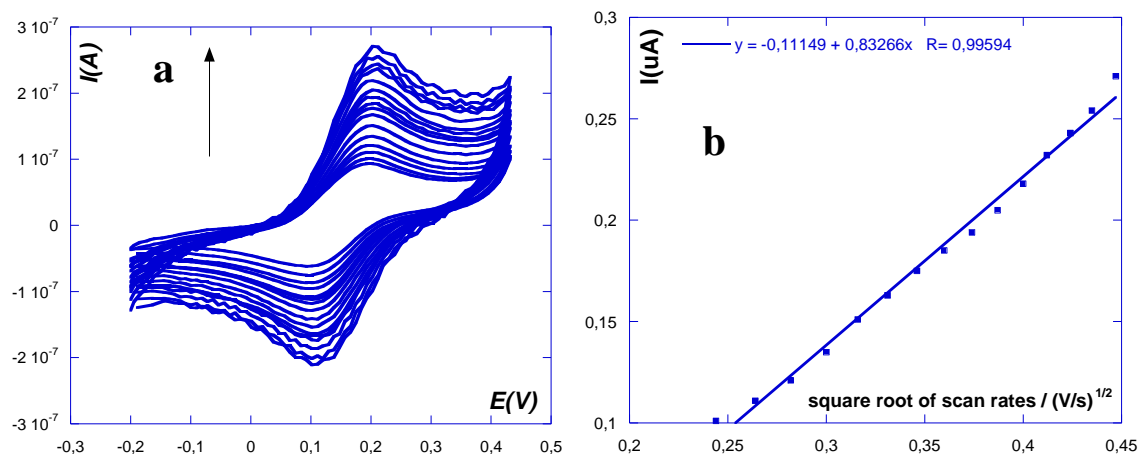 3 10⁻⁷
2 10⁻⁷
1 10⁻⁷
0
-1 10⁻⁷
-2 10⁻⁷
-3 10⁻⁷
I(A)
a
E(V)
-0,3 -0,2 -0,1 0 0,1 0,2 0,3 0,4 0,5
0,3
0,25
0,2
0,15
0,1
I(uA)
y = -0,11149 + 0,83266x R= 0,99594
b
square root of scan rates / (V/s)¹ᐟ²
0,2 0,25 0,3 0,35 0,4 0,45